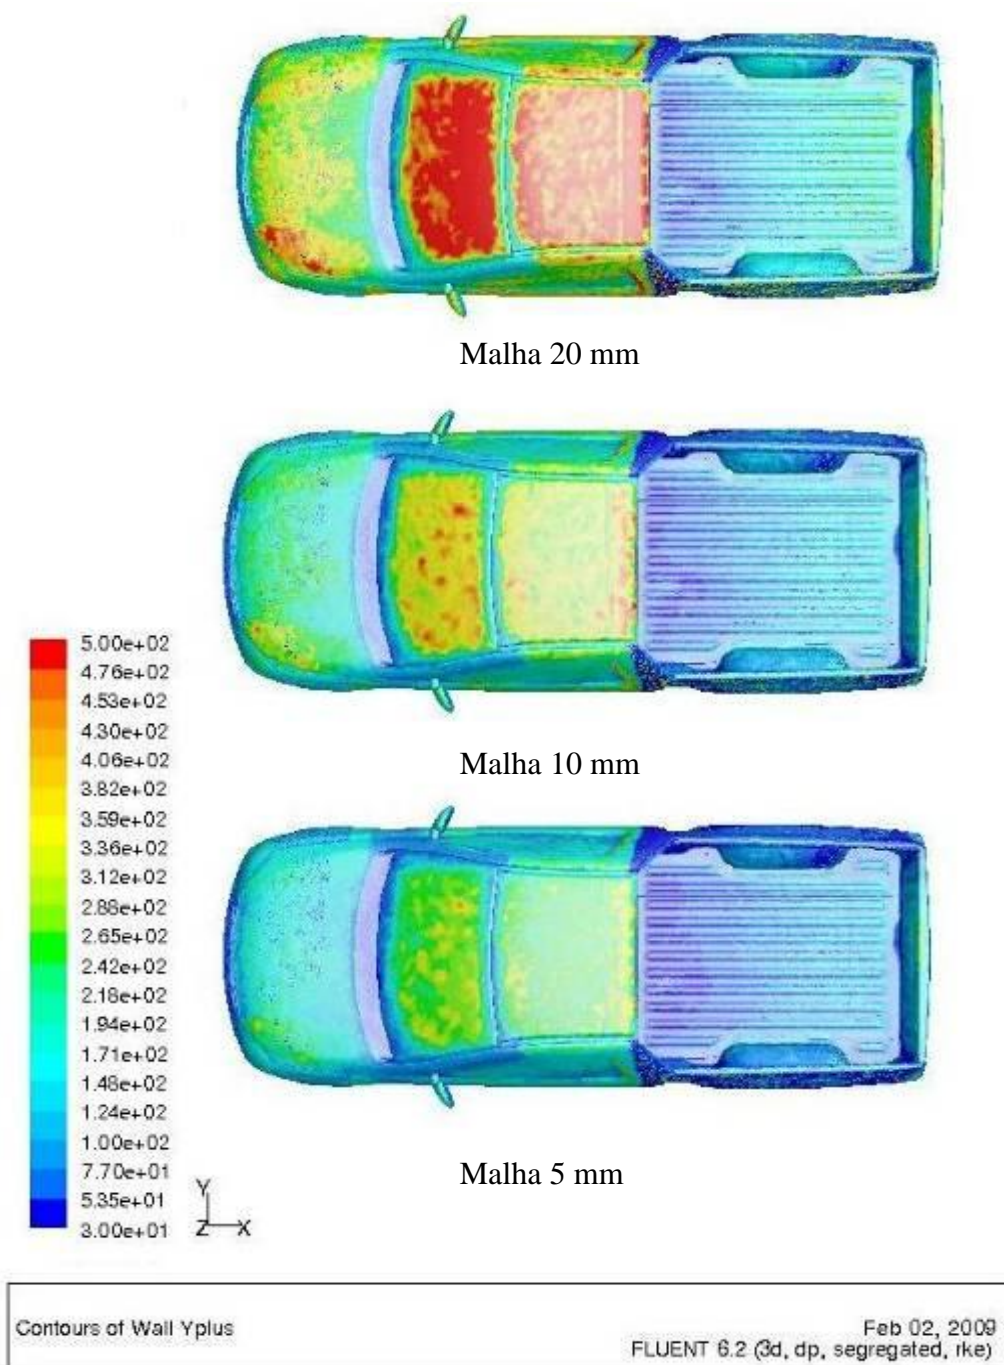 Malha 20 mm
Malha 10 mm
5.00e+02
4.76e+02
4.53e+02
4.30e+02
4.06e+02
3.82e+02
3.59e+02
3.36e+02
3.12e+02
2.88e+02
2.65e+02
2.42e+02
2.18e+02
1.94e+02
1.71e+02
1.48e+02
1.24e+02
1.00e+02
7.70e+01
5.35e+01
3.00e+01
Malha 5 mm
Y
Z X
Contours of Wall Yplus
Feb 02, 2009
FLUENT 6.2 (3d, dp, segregated, rke)